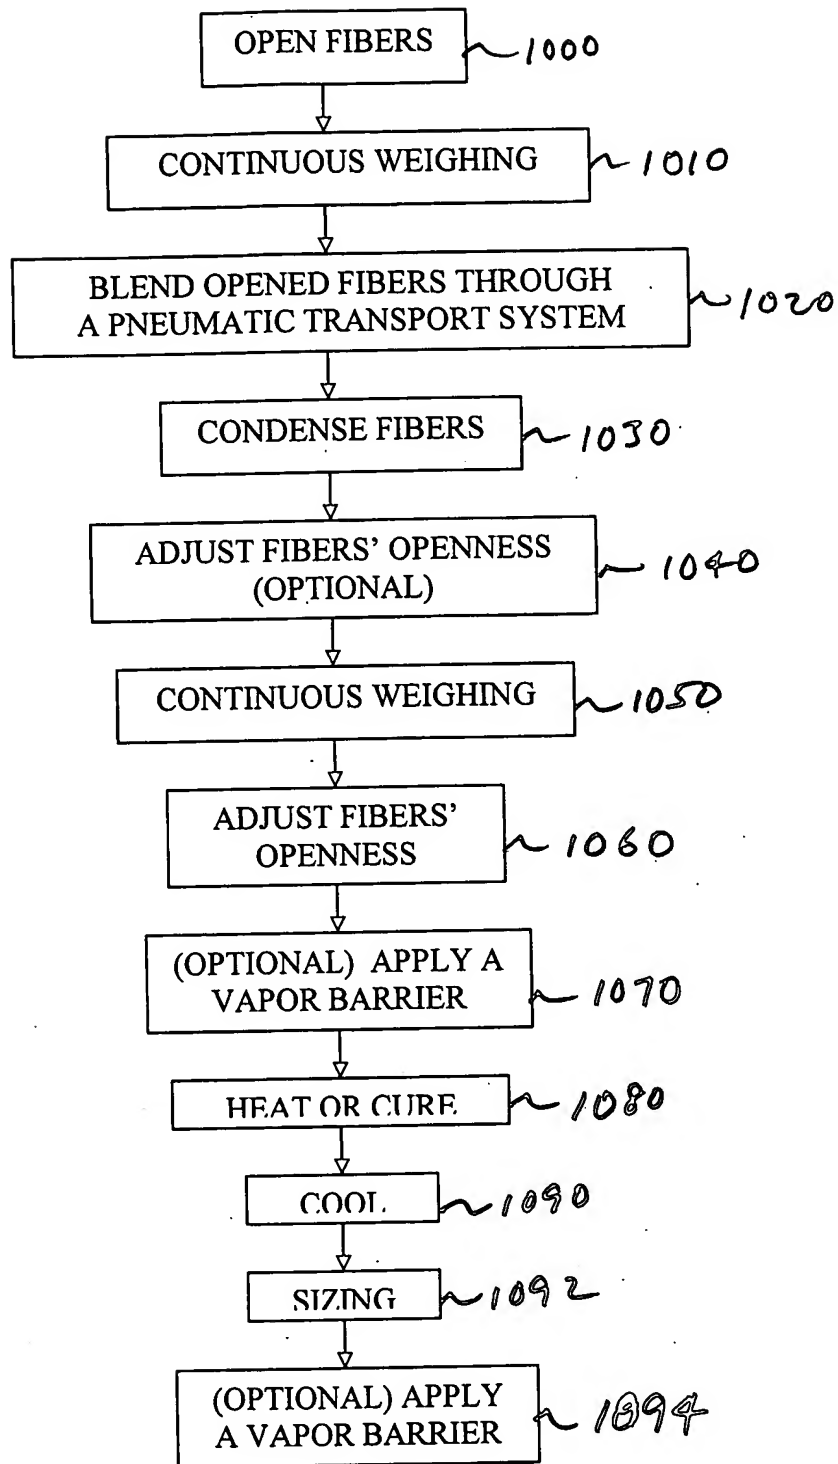 OPEN FIBERS 1000
CONTINUOUS WEIGHING 1010
BLEND OPENED FIBERS THROUGH 1020
A PNEUMATIC TRANSPORT SYSTEM
CONDENSE FIBERS 1030
ADJUST FIBERS' OPENNESS 1040
(OPTIONAL)
CONTINUOUS WEIGHING 1050
ADJUST FIBERS' 1060
OPENNESS
(OPTIONAL) APPLY A 1070
VAPOR BARRIER
HEAT OR CURE 1080
COOL 1090
SIZING 1092
(OPTIONAL) APPLY 1094
A VAPOR BARRIER